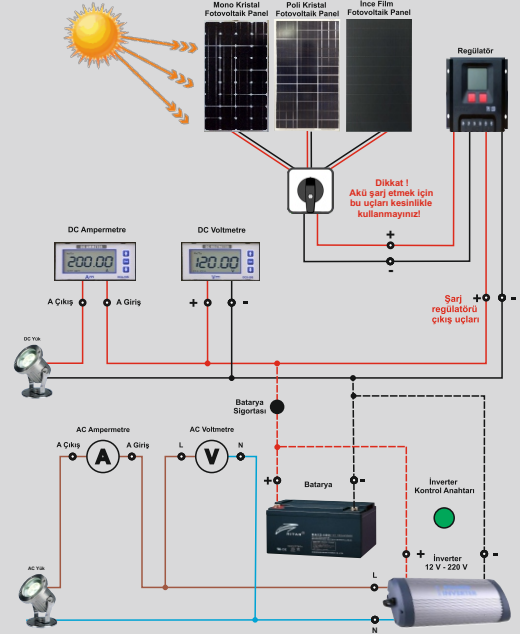 Mono Kristal
Fotovoltaik Panel
Poli Kristal
Fotovoltaik Panel
İnce Film
Fotovoltaik Panel
Regülatör
Dikkat !
Akü şarj etmek için
bu uçları kesinlikle
kullanmayınız!
+
-
DC Ampermetre
200.00
DC Voltmetre
120.00
A Çıkış
A Giriş
+
-
Şarj
regülatörü
çıkış uçları
+
-
DC Yük
Batarya
Sigortası
AC Ampermetre
A Çıkış
A
A Giriş
AC Voltmetre
L
V
N
Batarya
+
-
RITAR
İnverter
Kontrol Anahtarı
+
İnverter
12 V - 220 V
-
AC Yük
L
N